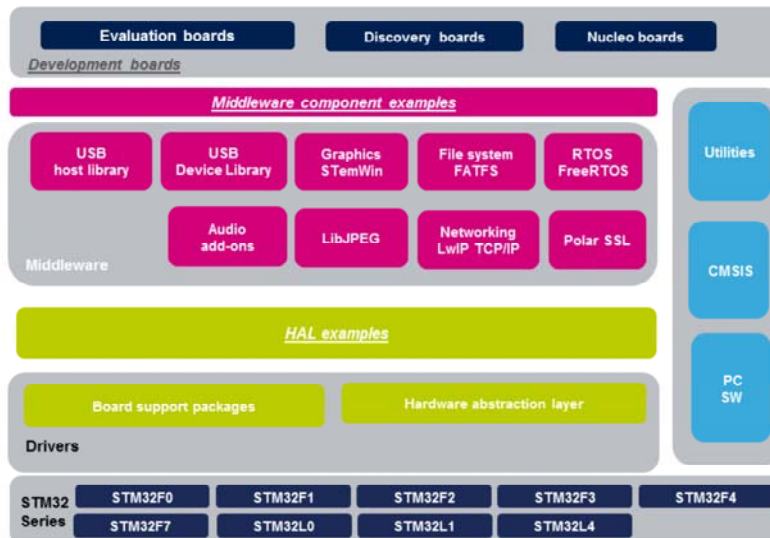 Evaluation boards
Discovery boards
Nucleo boards
Development boards
Middleware component examples
USB
host library
USB
Device Library
Graphics
STemWin
File system
FATFS
RTOS
FreeRTOS
Audio
add-ons
LibJPEG
Networking
LwIP TCP/IP
Polar SSL
Middleware
Utilities
CMSIS
PC
SW
HAL examples
Board support packages
Hardware abstraction layer
Drivers
STM32
Series
STM32F0
STM32F1
STM32F2
STM32F3
STM32F4
STM32F7
STM32L0
STM32L1
STM32L4